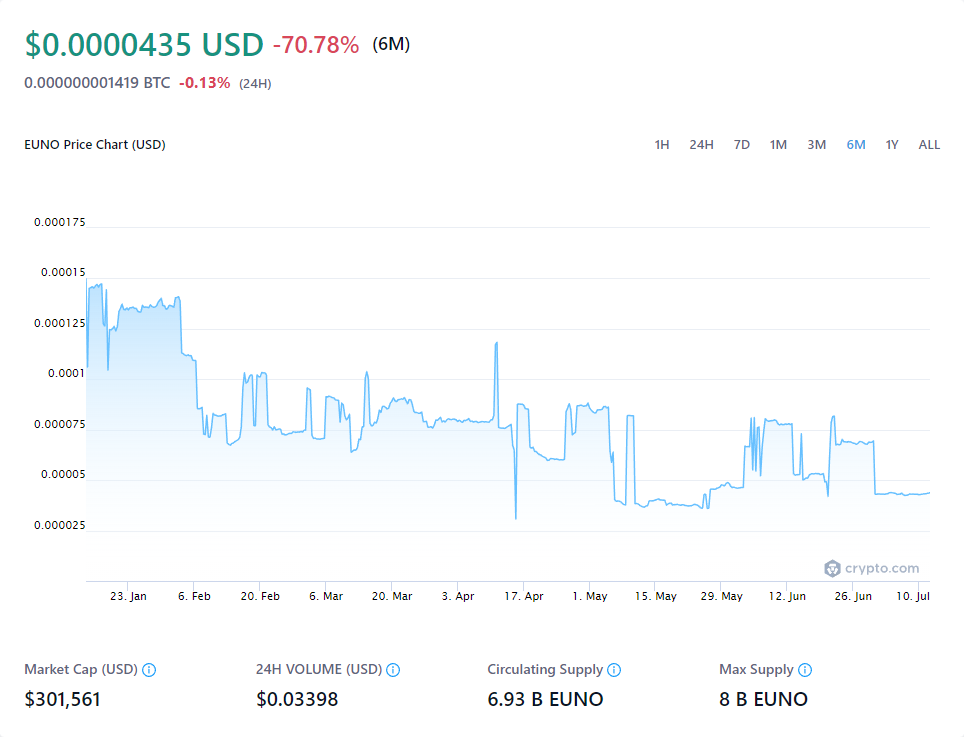 $0.0000435 USD -70.78% (6M)
0.000000001419 BTC -0.13% (24H)
EUNO Price Chart (USD)
1H 24H 7D 1M 3M 6M 1Y ALL
0.000175
0.00015
0.000125
0.0001
0.000075
0.00005
0.000025
crypto.com
23. Jan 6. Feb 20. Feb 6. Mar 20. Mar 3. Apr 17. Apr 1. May 15. May 29. May 12. Jun 26. Jun 10. Jul
Market Cap (USD) 24H VOLUME (USD) Circulating Supply Max Supply
$301,561 $0.03398 6.93 B EUNO 8 B EUNO